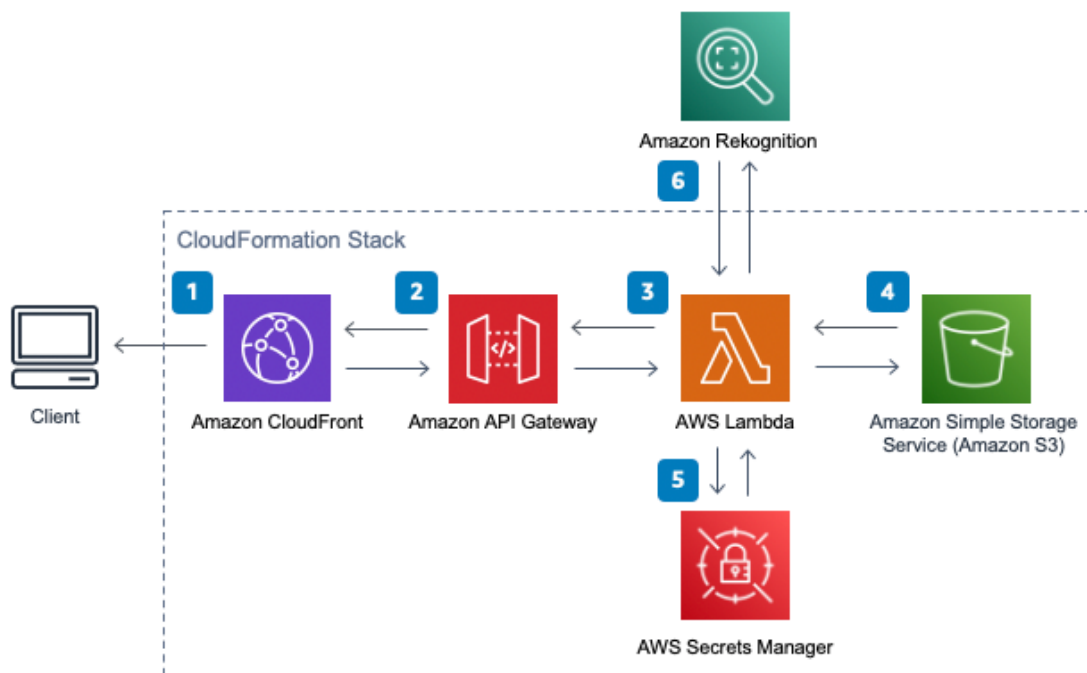 Amazon Rekognition
6
CloudFormation Stack
1
2
3
4
</>
Client
Amazon CloudFront
Amazon API Gateway
AWS Lambda
Amazon Simple Storage
Service (Amazon S3)
5
AWS Secrets Manager